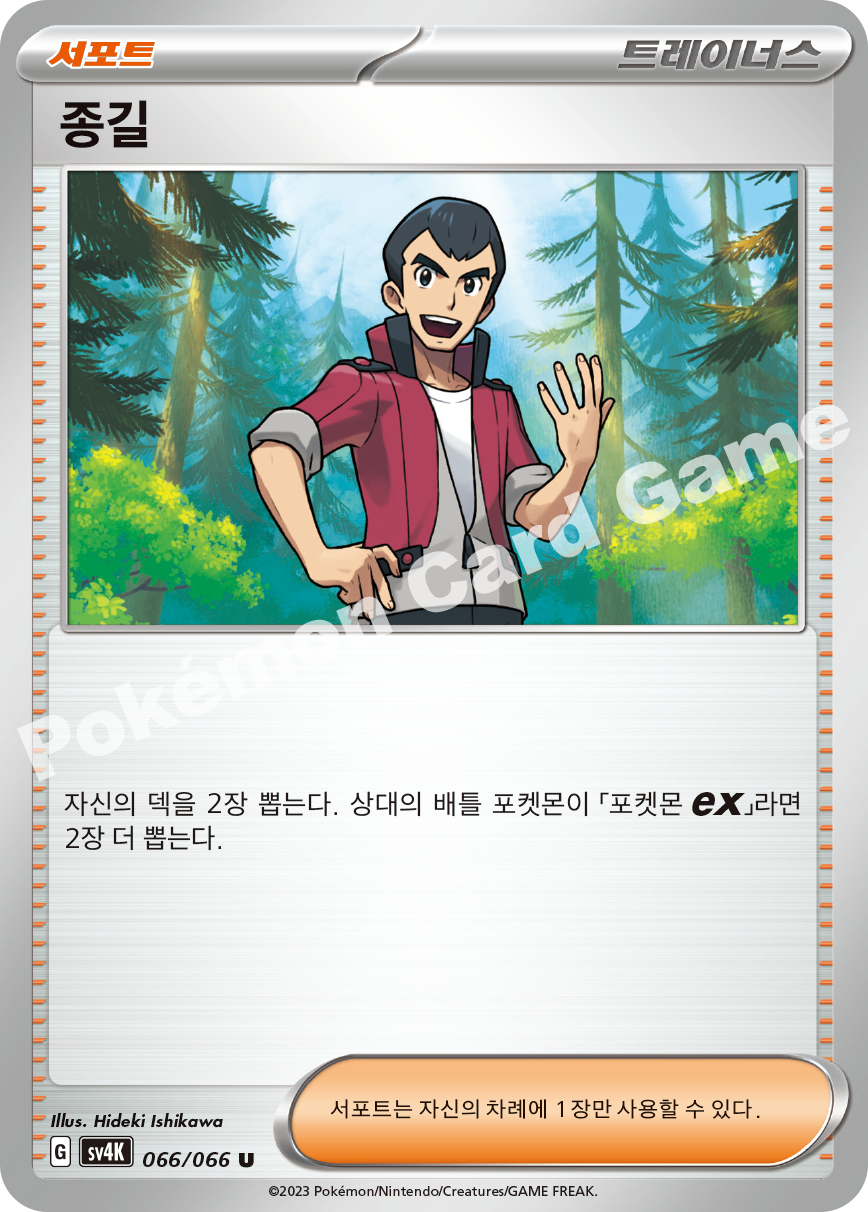 서포트 트레이너스
종길
Pokémon Card Game
자신의 덱을 2장 뽑는다. 상대의 배틀 포켓몬이 「포켓몬 ex」라면
2장 더 뽑는다.
서포트는 자신의 차례에 1장만 사용할 수 있다.
Illus. Hideki Ishikawa
G SV4K 066/066 U
©2023 Pokémon/Nintendo/Creatures/GAME FREAK.